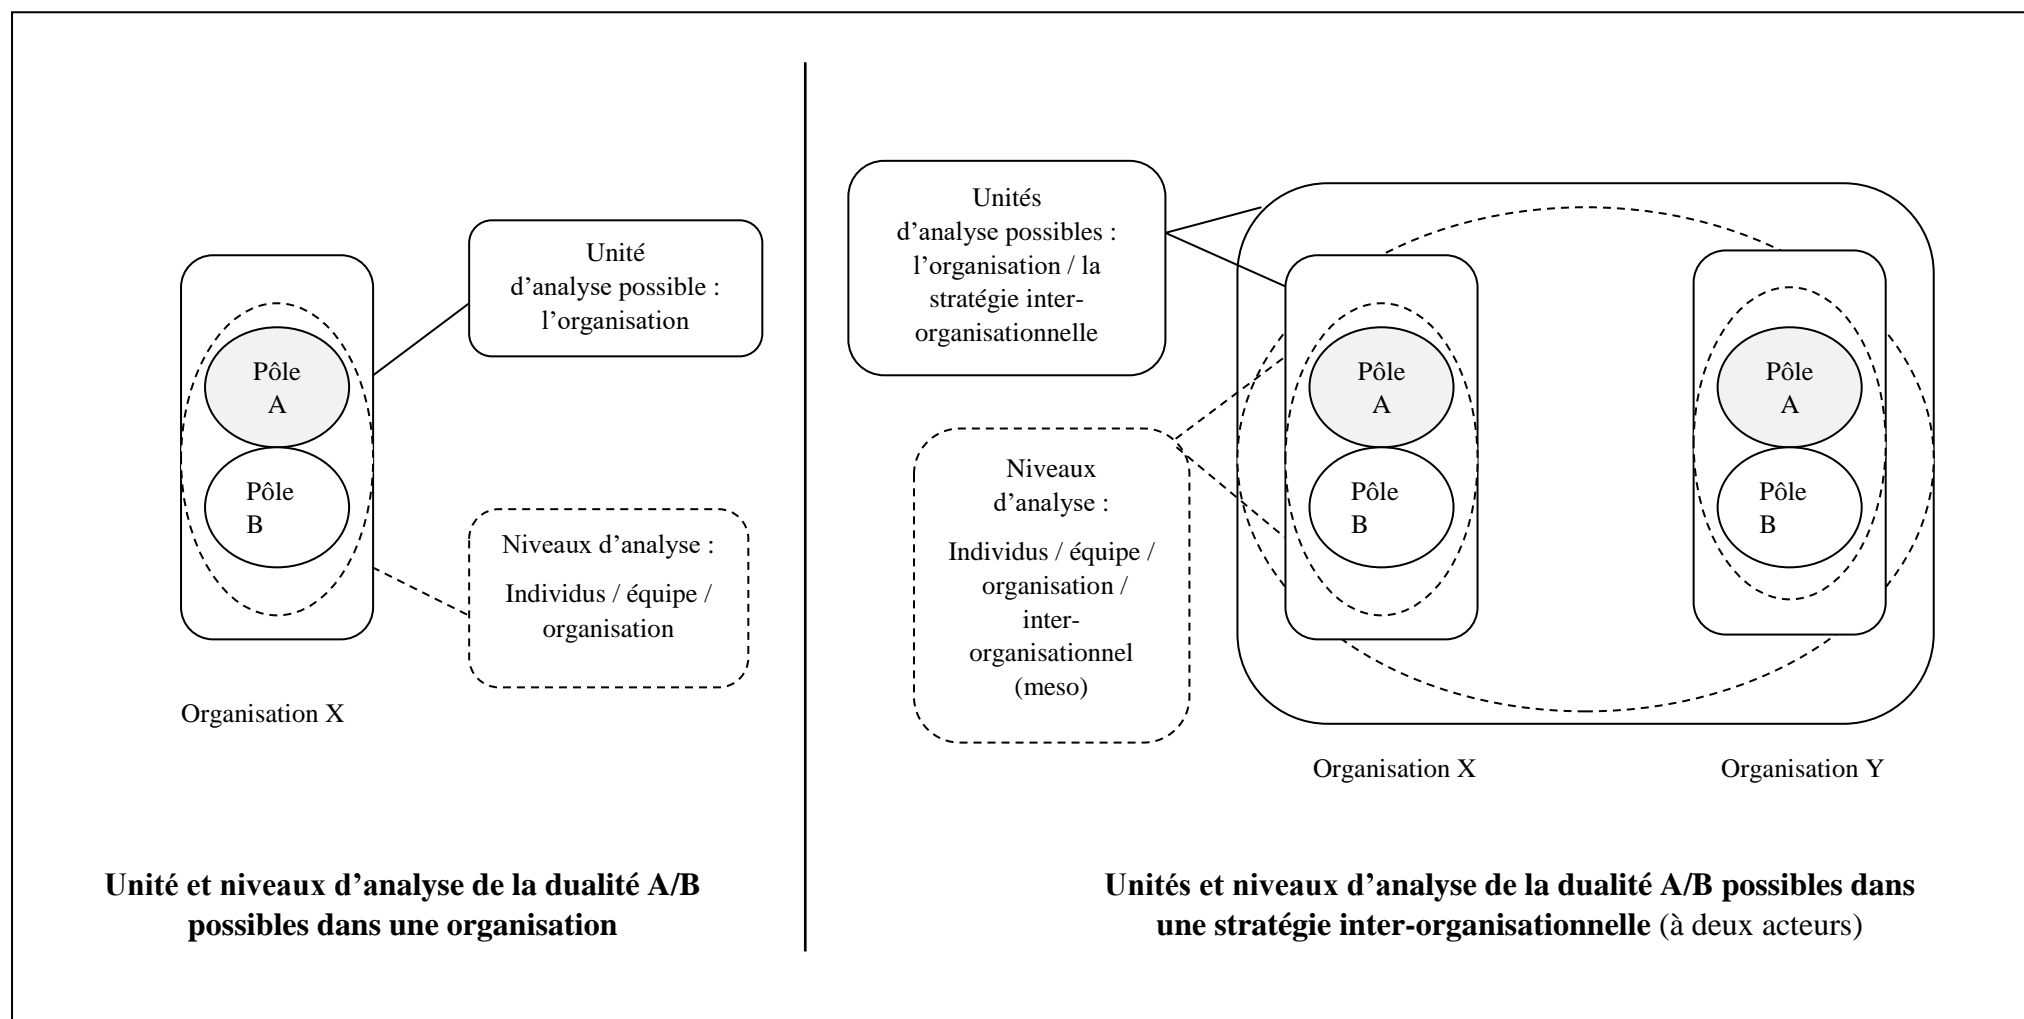 Unité
d’analyse possible :
l’organisation
Pôle
A
Pôle
B
Niveaux d’analyse :
Individus / équipe /
organisation
Organisation X
Unité et niveaux d’analyse de la dualité A/B
possibles dans une organisation
Unités
d’analyse possibles :
l’organisation / la
stratégie inter-
organisationnelle
Niveaux
d’analyse :
Individus / équipe /
organisation /
inter-
organisationnel
(meso)
Pôle
A
Pôle
B
Pôle
A
Pôle
B
Organisation X
Organisation Y
Unités et niveaux d’analyse de la dualité A/B possibles dans
une stratégie inter-organisationnelle (à deux acteurs)